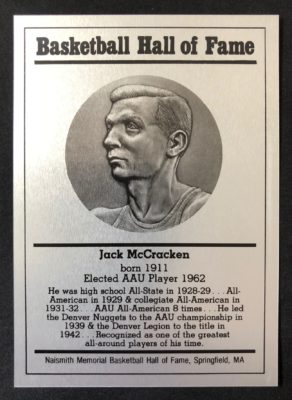 Basketball Hall of Fame
Jack McCracken
born 1911
Elected AAU Player 1962
He was high school All-State in 1928-29 . . . All-
American in 1929 & collegiate All-American in
1931-32 . . . AAU All-American 8 times . . . He led
the Denver Nuggets to the AAU championship in
1939 & the Denver Legion to the title in
1942 . . . Recognized as one of the greatest
all-around players of his time.
Naismith Memorial Basketball Hall of Fame, Springfield, MA